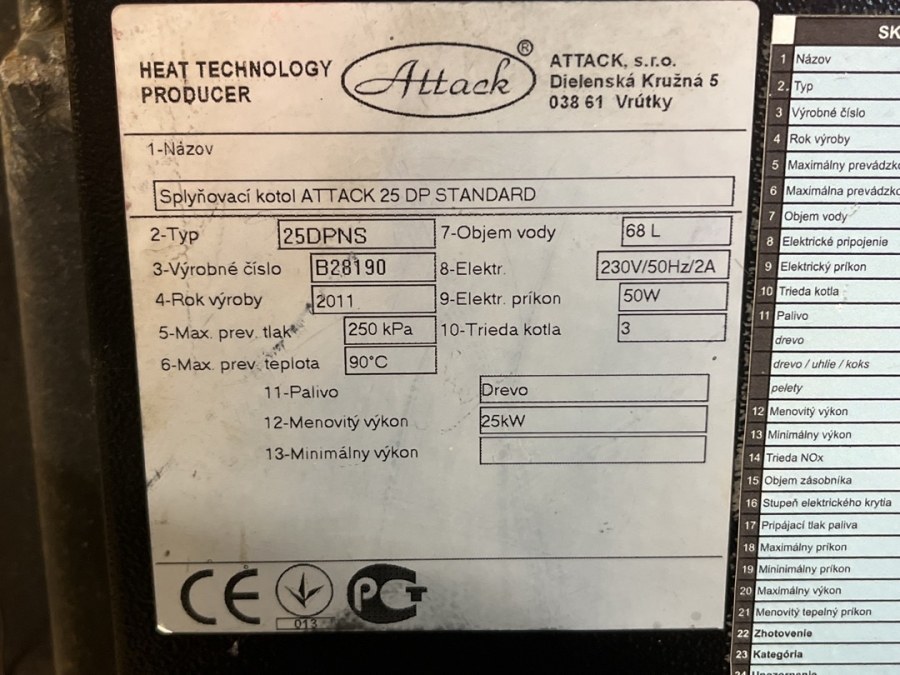 HEAT TECHNOLOGY PRODUCER
Attack®
ATTACK, s.r.o.
Dielenská Kružná 5
038 61 Vrútky
1-Názov
Splyňovací kotol ATTACK 25 DP STANDARD
2-Typ 25DPNS 7-Objem vody 68 L
3-Výrobné číslo B28190 8-Elektr. 230V/50Hz/2A
4-Rok výroby 2011 9-Elektr. príkon 50W
5-Max. prev. tlak 250 kPa 10-Trieda kotla 3
6-Max. prev. teplota 90°C
11-Palivo Drevo
12-Menovitý výkon 25kW
13-Minimálny výkon
CE 013 PCT
SK
1 Názov
2. Typ
3 Výrobné číslo
4 Rok výroby
5 Maximálny
6 Maximálna
7 Objem vody
8 Elektrické pripojenie
9 Elektrický príkon
10 Trieda kotla
11 Palivo
drevo
drevo / uhlie / koks
pelety
12 Menovitý výkon
13 Minimálny výkon
14 Trieda NOx
15 Objem zásobníka
16 Stupeň elektrického krytia
17 Pripájací tlak paliva
18 Maximálny príkon
19 Mininimálny príkon
20 Maximálny výkon
21 Menovitý tepelný príkon
22 Zhotovenie
23 Kategória